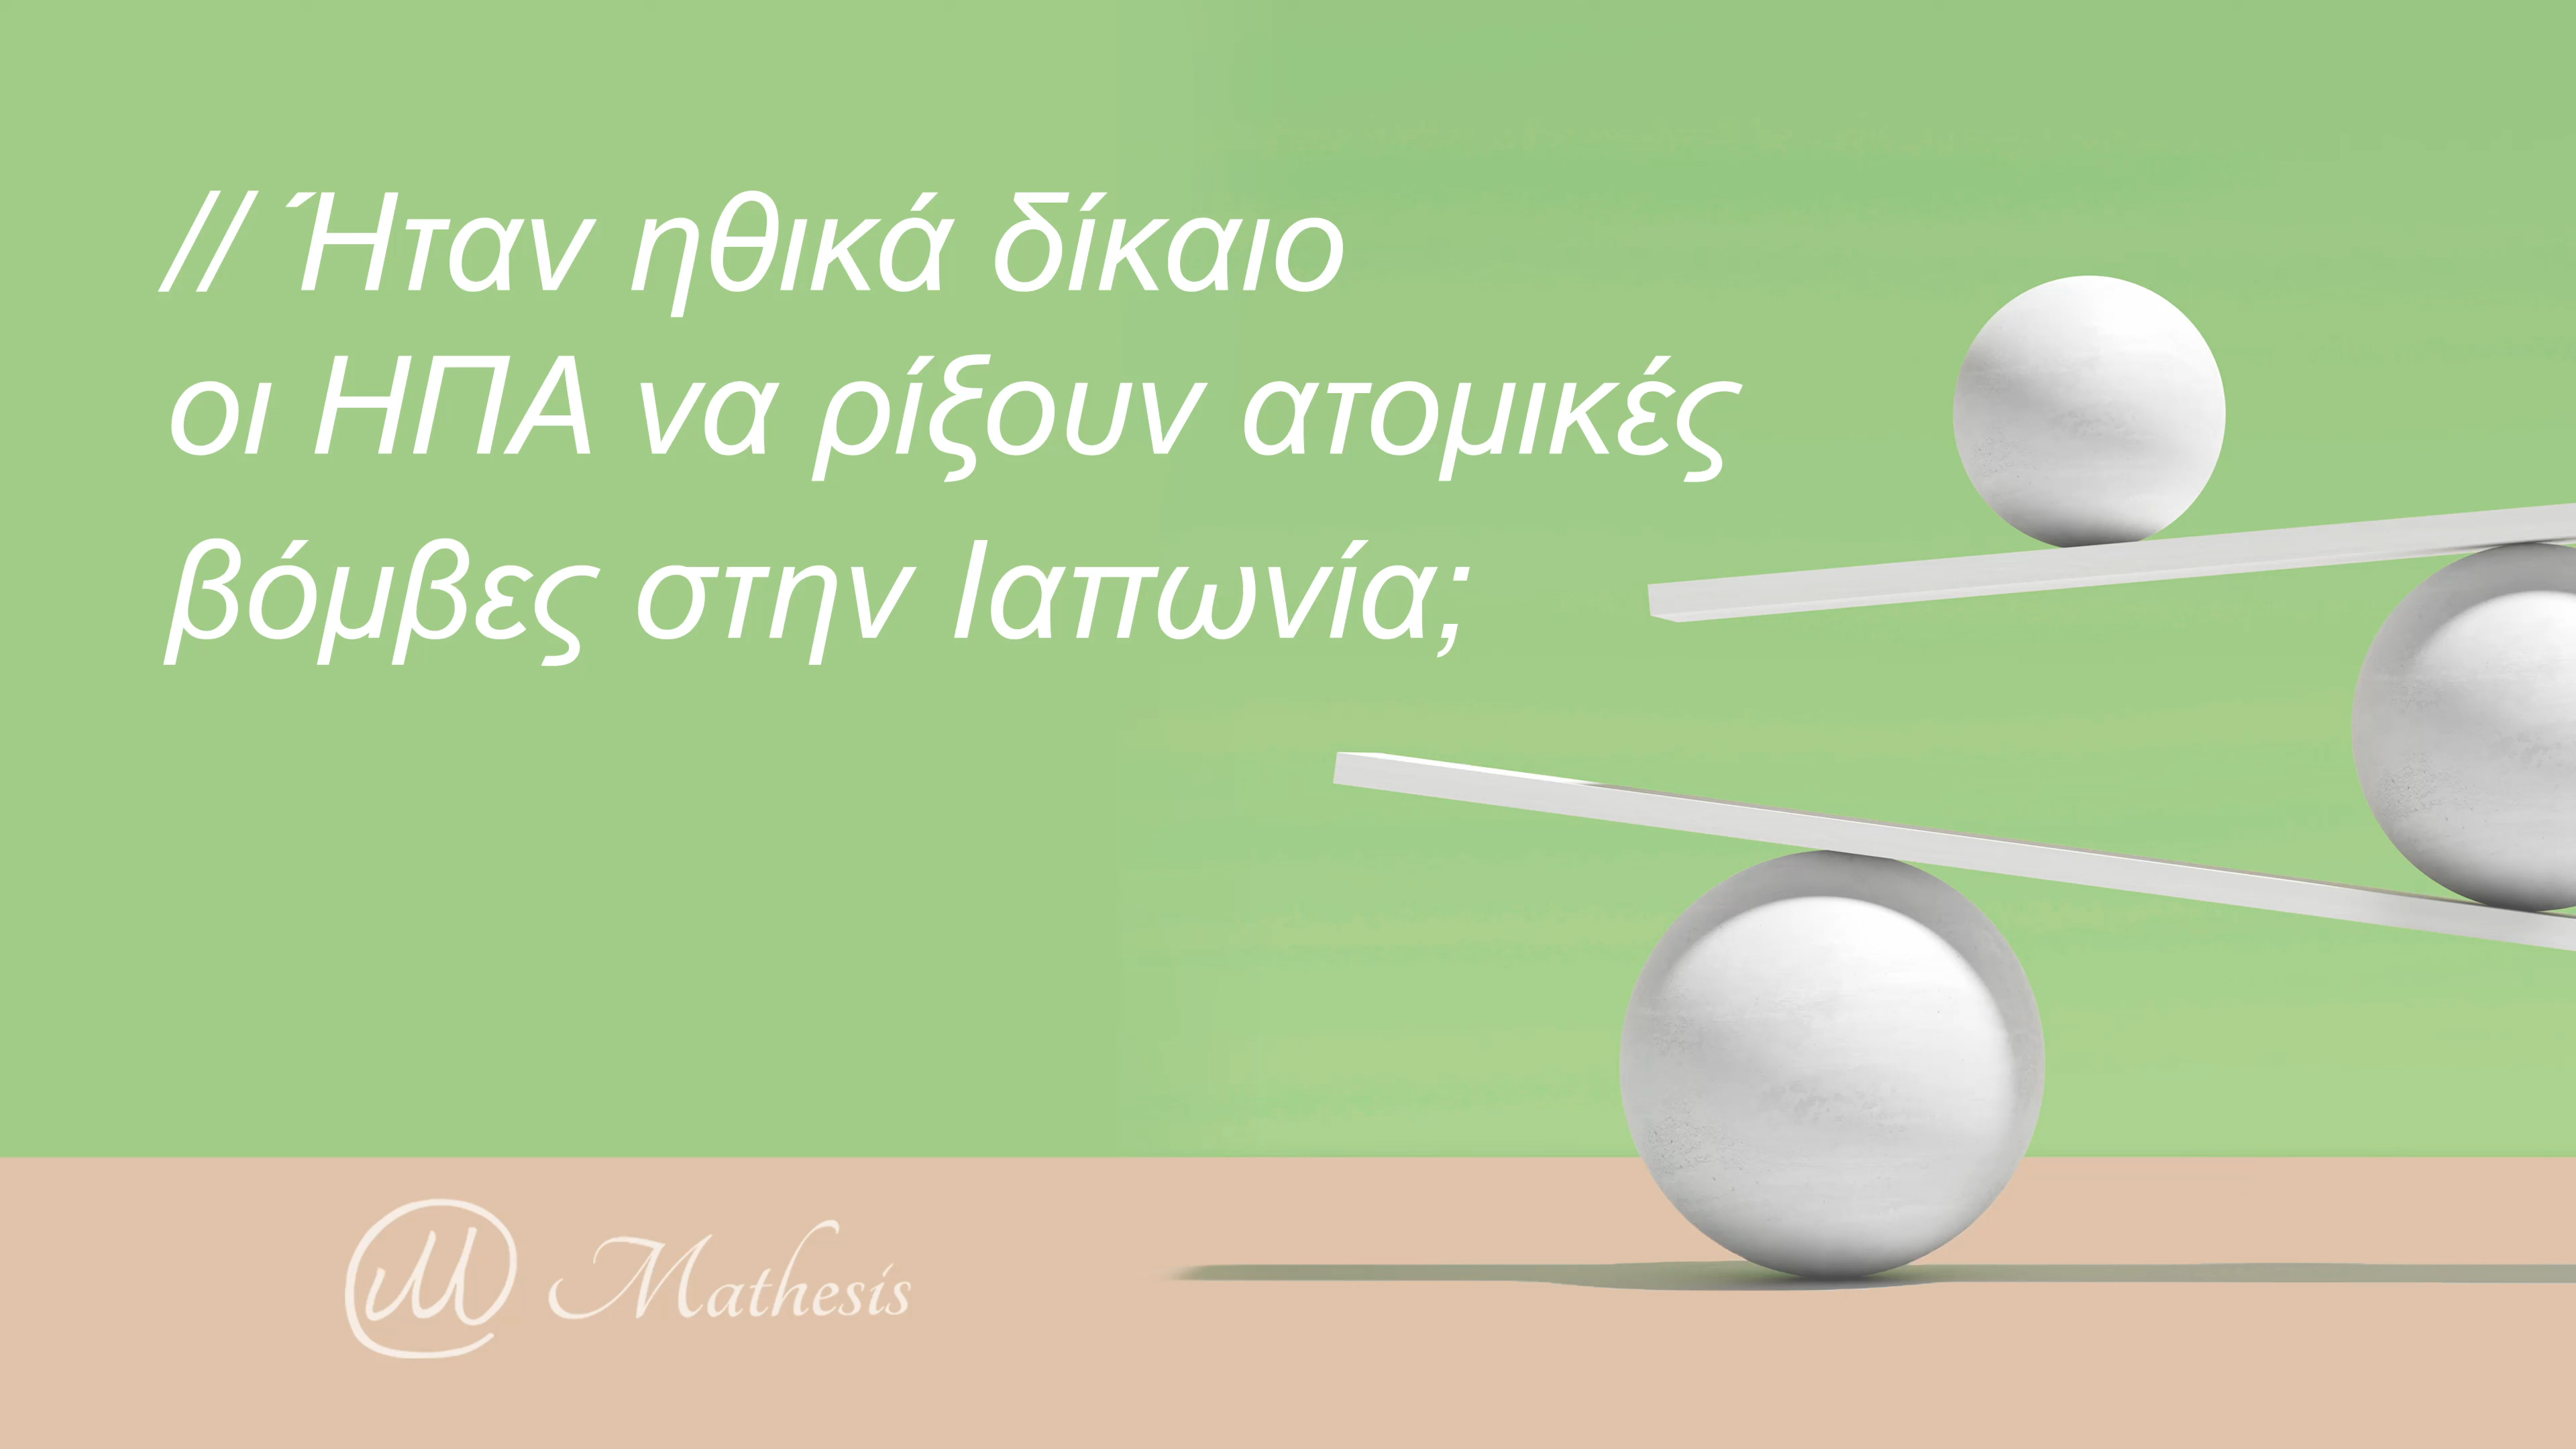 // Ήταν ηθικά δίκαιο
οι ΗΠΑ να ρίξουν ατομικές
βόμβες στην Ιαπωνία;
Mathesis